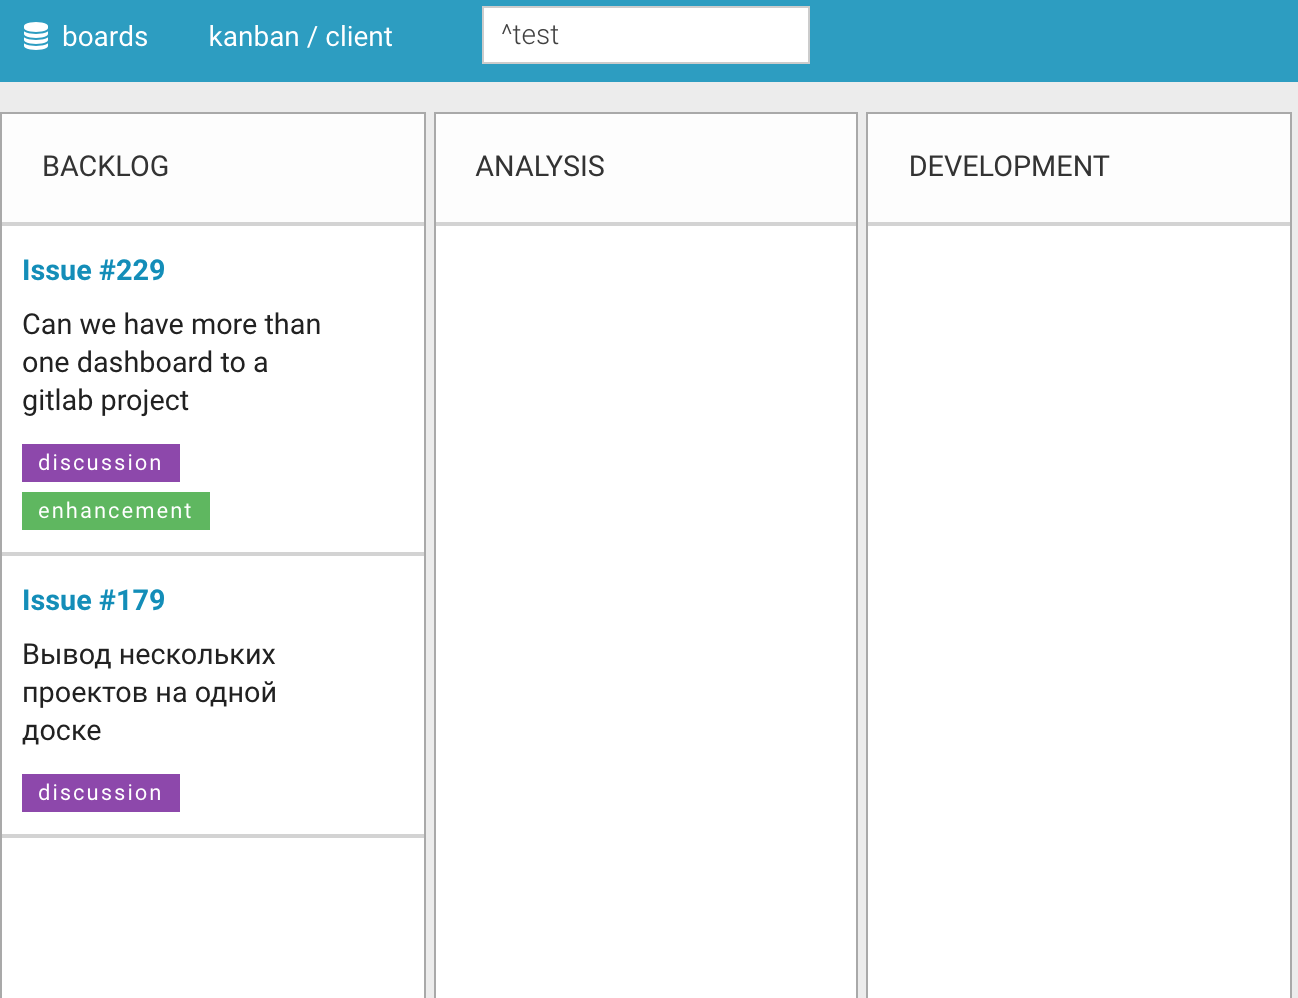 boards kanban / client ^test
BACKLOG
Issue #229
Can we have more than
one dashboard to a
gitlab project
discussion
enhancement
Issue #179
Вывод нескольких
проектов на одной
доске
discussion
ANALYSIS
DEVELOPMENT